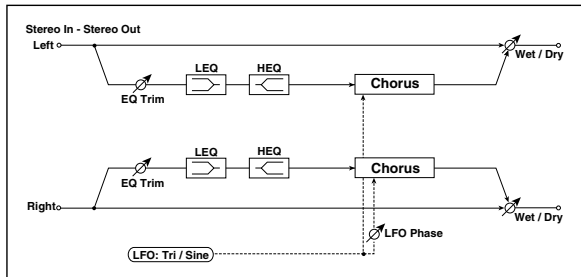 Stereo In - Stereo Out
Left
Wet / Dry
LEQ
HEQ
EQ Trim
Chorus
LEQ
HEQ
EQ Trim
Chorus
Right
Wet / Dry
LFO Phase
LFO: Tri / Sine